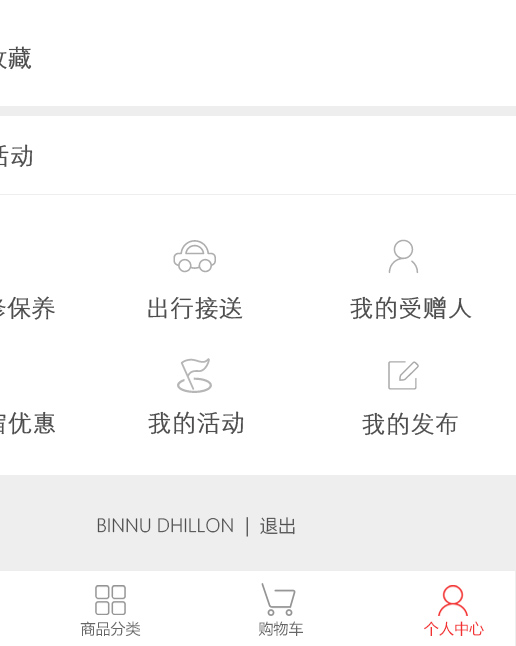 收藏
活动
修保养 出行接送 我的受赠人
优惠 我的活动 我的发布
BINNU DHILLON | 退出
商品分类 购物车 个人中心